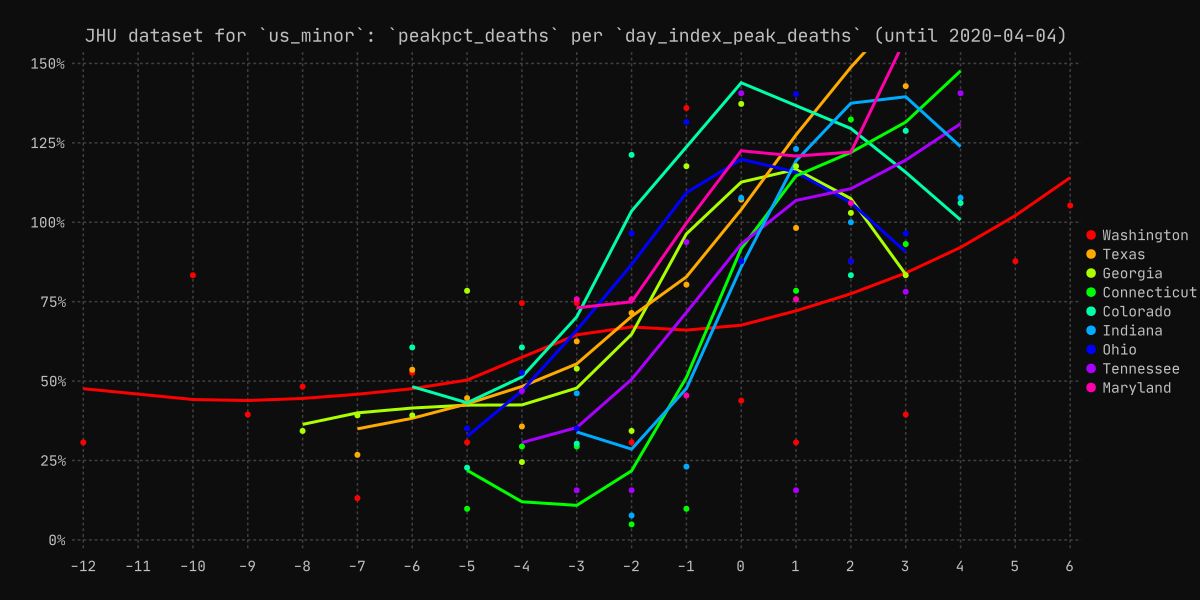 JHU dataset for `us_minor`: `peakpct_deaths` per `day_index_peak_deaths` (until 2020-04-04)
150%
125%
100%
75%
50%
25%
0%
-12 -11 -10 -9 -8 -7 -6 -5 -4 -3 -2 -1 0 1 2 3 4 5 6
Washington
Texas
Georgia
Connecticut
Colorado
Indiana
Ohio
Tennessee
Maryland